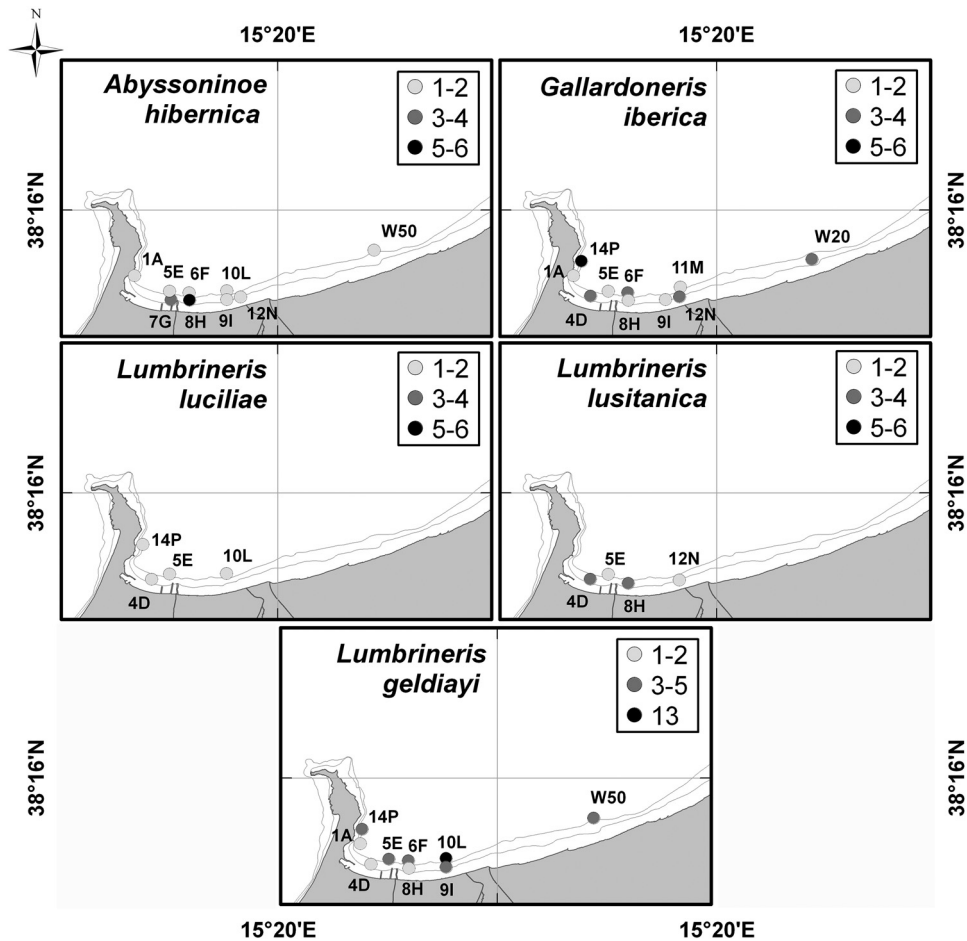 N
15°20'E
15°20'E
38°16'N
38°16'N
Abyssoninoe
hibernica
1-2
3-4
5-6
W50
1A
5E
6F
10L
7G
8H
9I
12N
Gallardoneris
iberica
1-2
3-4
5-6
14P
W20
1A
5E
6F
11M
4D
8H
9I
12N
38°16'N
38°16'N
Lumbrineris
luciliae
1-2
3-4
5-6
14P
5E
10L
4D
Lumbrineris
lusitanica
1-2
3-4
5-6
5E
12N
4D
8H
38°16'N
38°16'N
Lumbrineris
geldiayi
1-2
3-5
13
W50
14P
1A
5E
6F
10L
4D
8H
9I
15°20'E
15°20'E